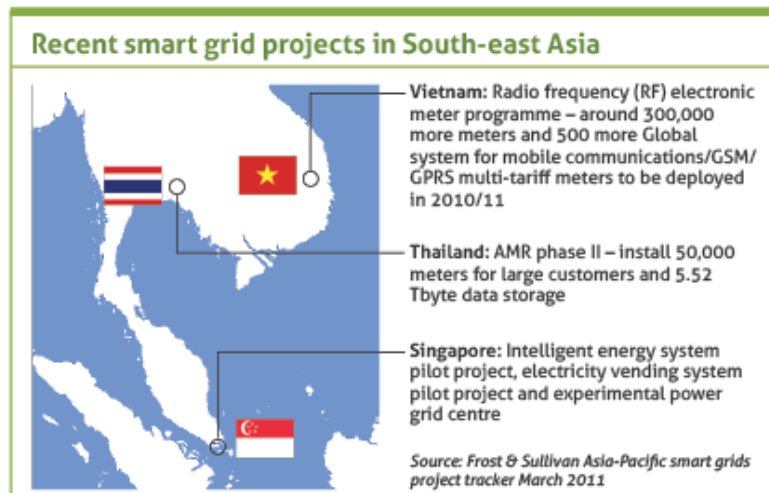 Recent smart grid projects in South-east Asia
Vietnam: Radio frequency (RF) electronic
meter programme – around 300,000
more meters and 500 more Global
system for mobile communications/GSM/
GPRS multi-tariff meters to be deployed
in 2010/11
Thailand: AMR phase II – install 50,000
meters for large customers and 5.52
Tbyte data storage
Singapore: Intelligent energy system
pilot project, electricity vending system
pilot project and experimental power
grid centre
Source: Frost & Sullivan Asia-Pacific smart grids
project tracker March 2011